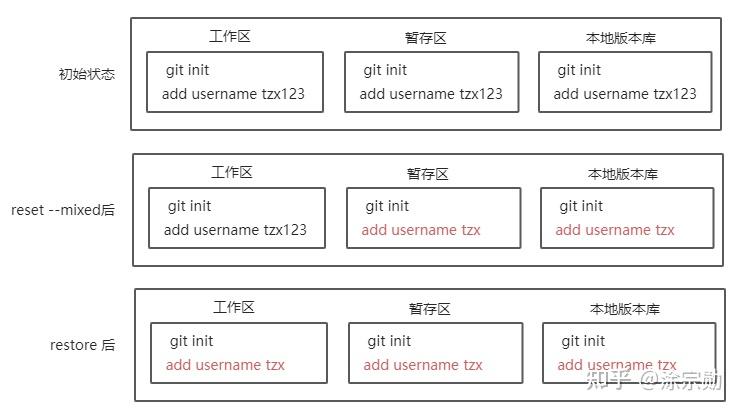 工作区 暂存区 本地版本库
初始状态
git init git init git init
add username tzx123 add username tzx123 add username tzx123
工作区 暂存区 本地版本库
reset --mixed后
git init git init git init
add username tzx123 add username tzx add username tzx
工作区 暂存区 本地版本库
restore 后
git init git init git init
add username tzx add username tzx add username tzx
知乎 @涂宗勋